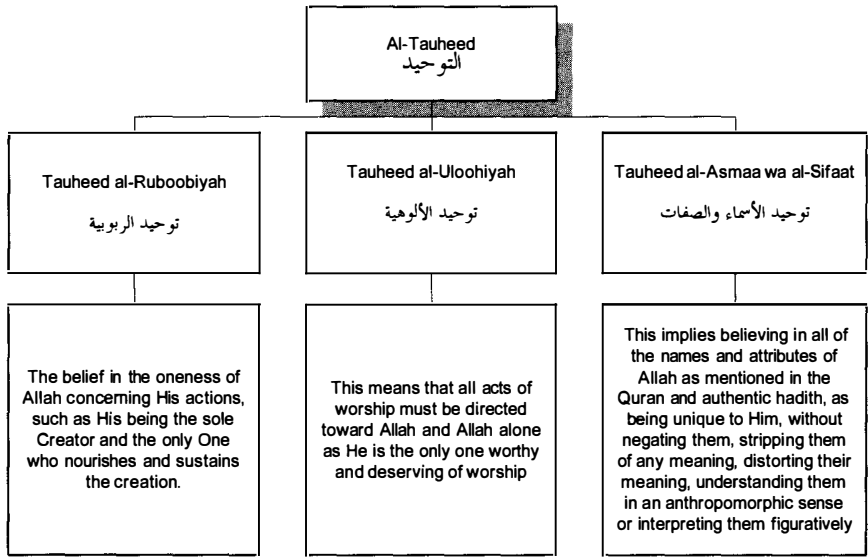 Al-Tauheed
التوحيد
Tauheed al-Ruboobiyah
توحيد الربوبية
Tauheed al-Uloohiyah
توحيد الألوهية
Tauheed al-Asmaa wa al-Sifaat
توحيد الأسماء والصفات
The belief in the oneness of
Allah concerning His actions,
such as His being the sole
Creator and the only One
who nourishes and sustains
the creation.
This means that all acts of
worship must be directed
toward Allah and Allah alone
as He is the only one worthy
and deserving of worship
This implies believing in all of
the names and attributes of
Allah as mentioned in the
Quran and authentic hadith, as
being unique to Him, without
negating them, stripping them
of any meaning, distorting their
meaning, understanding them
in an anthropomorphic sense
or interpreting them figuratively